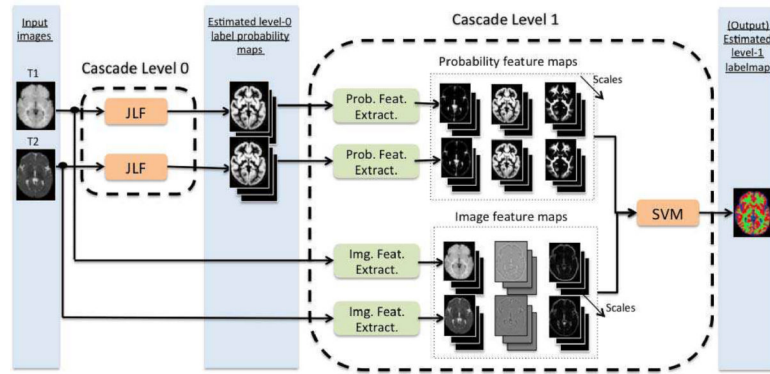 Input
images
T1
T2
Cascade Level 0
JLF
JLF
Estimated level-0
label probability
maps
Cascade Level 1
Prob. Feat.
Extract.
Prob. Feat.
Extract.
Img. Feat.
Extract.
Img. Feat.
Extract.
Probability feature maps
Scales
Image feature maps
Scales
SVM
(Output)
Estimated
level-1
labelmap